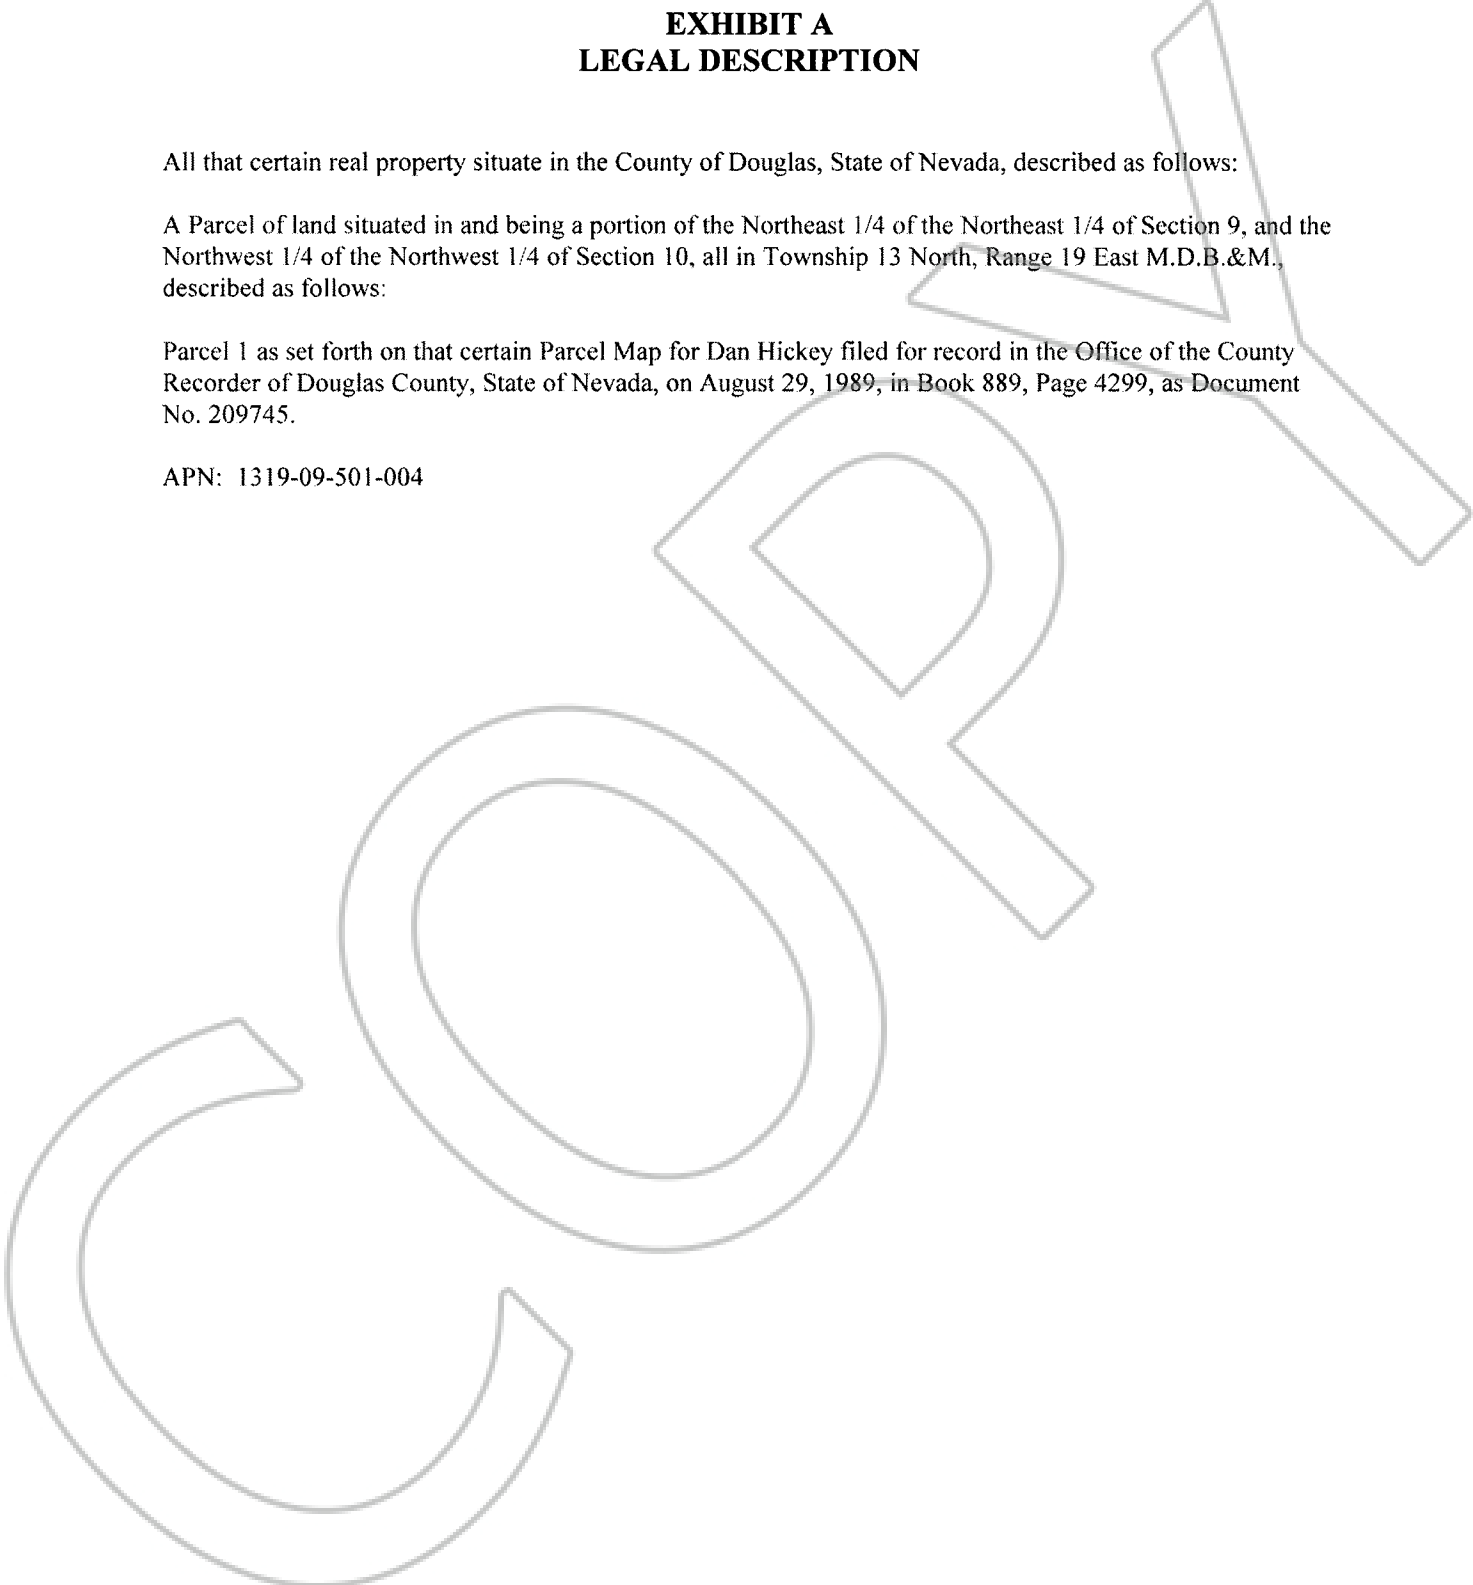 EXHIBIT A
LEGAL DESCRIPTION
All that certain real property situate in the County of Douglas, State of Nevada, described as follows:
A Parcel of land situated in and being a portion of the Northeast 1/4 of the Northeast 1/4 of Section 9, and the
Northwest 1/4 of the Northwest 1/4 of Section 10, all in Township 13 North, Range 19 East M.D.B.&M.,
described as follows:
Parcel 1 as set forth on that certain Parcel Map for Dan Hickey filed for record in the Office of the County
Recorder of Douglas County, State of Nevada, on August 29, 1989, in Book 889, Page 4299, as Document
No. 209745.
APN: 1319-09-501-004
COPY